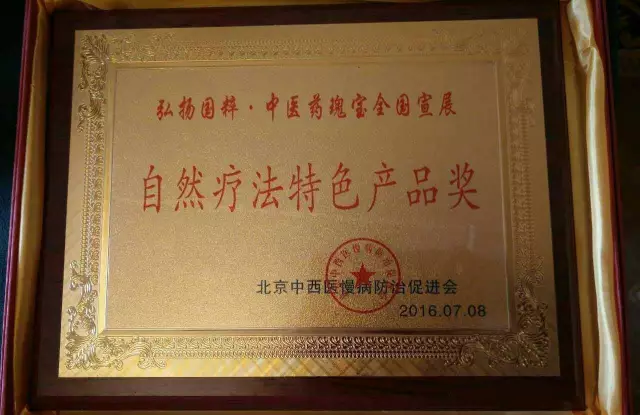 弘扬国粹·中医药瑰宝全国宣展
自然疗法特色产品奖
北京中西医慢病防治促进会
2016.07.08